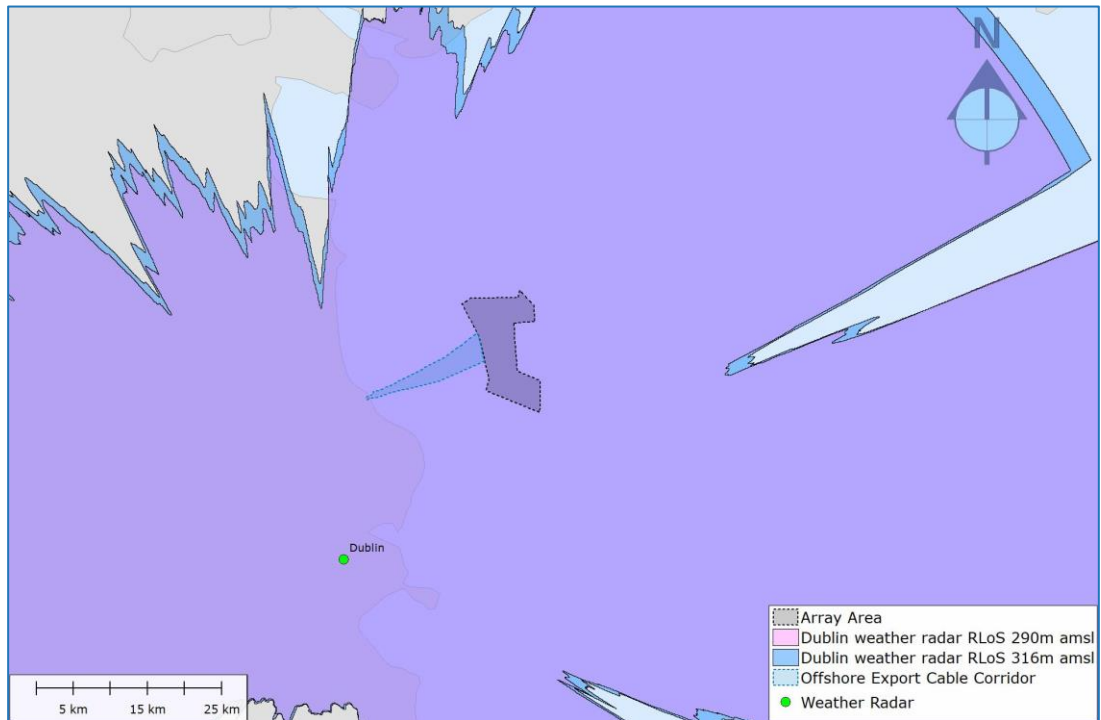 N
Dublin
Array Area
Dublin weather radar RLoS 290m amsl
Dublin weather radar RLoS 316m amsl
Offshore Export Cable Corridor
Weather Radar
5 km 15 km 25 km